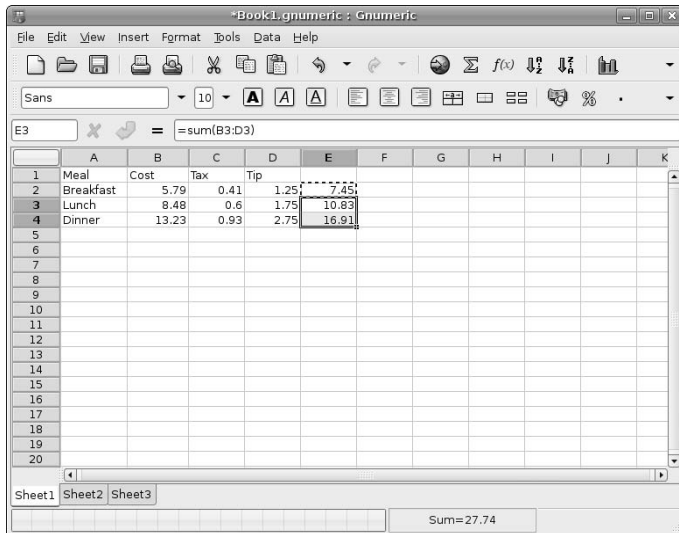 *Book1.gnumeric : Gnumeric
File Edit View Insert Format Tools Data Help
f(x)
Sans 10 A A A %
E3 = =sum(B3:D3)
A B C D E F G H I J K
1 Meal Cost Tax Tip
2 Breakfast 5.79 0.41 1.25 7.45
3 Lunch 8.48 0.6 1.75 10.83
4 Dinner 13.23 0.93 2.75 16.91
5
6
7
8
9
10
11
12
13
14
15
16
17
18
19
20
Sheet1 Sheet2 Sheet3
Sum=27.74